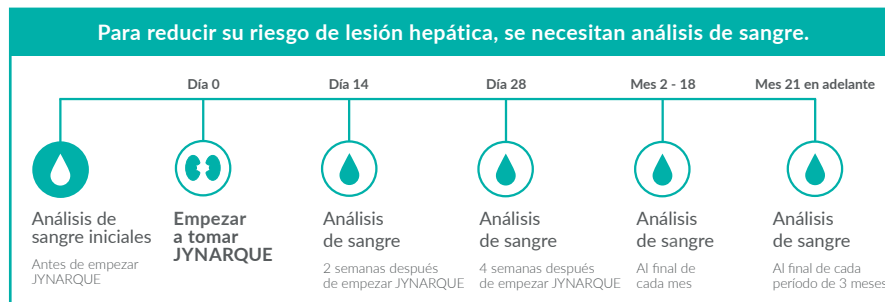 Para reducir su riesgo de lesión hepática, se necesitan análisis de sangre.
Día 0
Día 14
Día 28
Mes 2 - 18
Mes 21 en adelante
Análisis de
sangre iniciales
Antes de empezar
JYNARQUE
Empezar
a tomar
JYNARQUE
Análisis
de sangre
2 semanas después
de empezar JYNARQUE
Análisis
de sangre
4 semanas después
de empezar JYNARQUE
Análisis
de sangre
Al final de
cada mes
Análisis
de sangre
Al final de cada
período de 3 meses